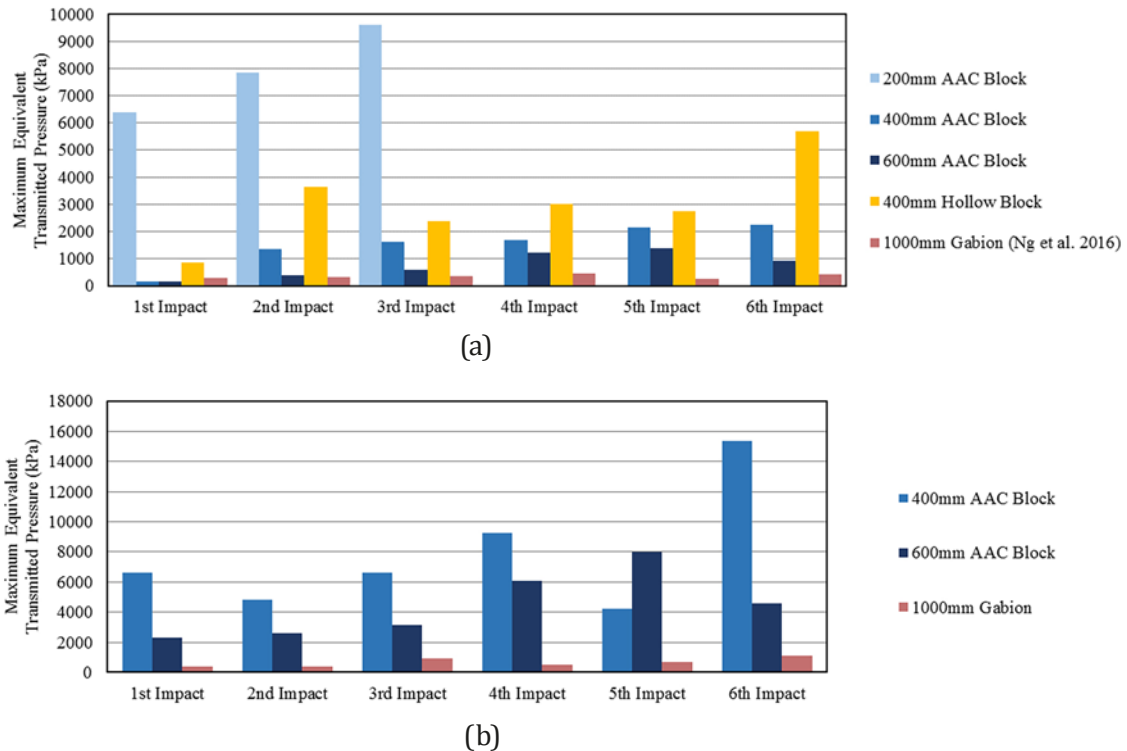 Maximum Equivalent
Transmitted Pressure (kPa)
10000
9000
8000
7000
6000
5000
4000
3000
2000
1000
0
1st Impact 2nd Impact 3rd Impact 4th Impact 5th Impact 6th Impact
200mm AAC Block
400mm AAC Block
600mm AAC Block
400mm Hollow Block
1000mm Gabion (Ng et al. 2016)
(a)
Maximum Equivalent
Transmitted Pressure (kPa)
18000
16000
14000
12000
10000
8000
6000
4000
2000
0
1st Impact 2nd Impact 3rd Impact 4th Impact 5th Impact 6th Impact
400mm AAC Block
600mm AAC Block
1000mm Gabion
(b)